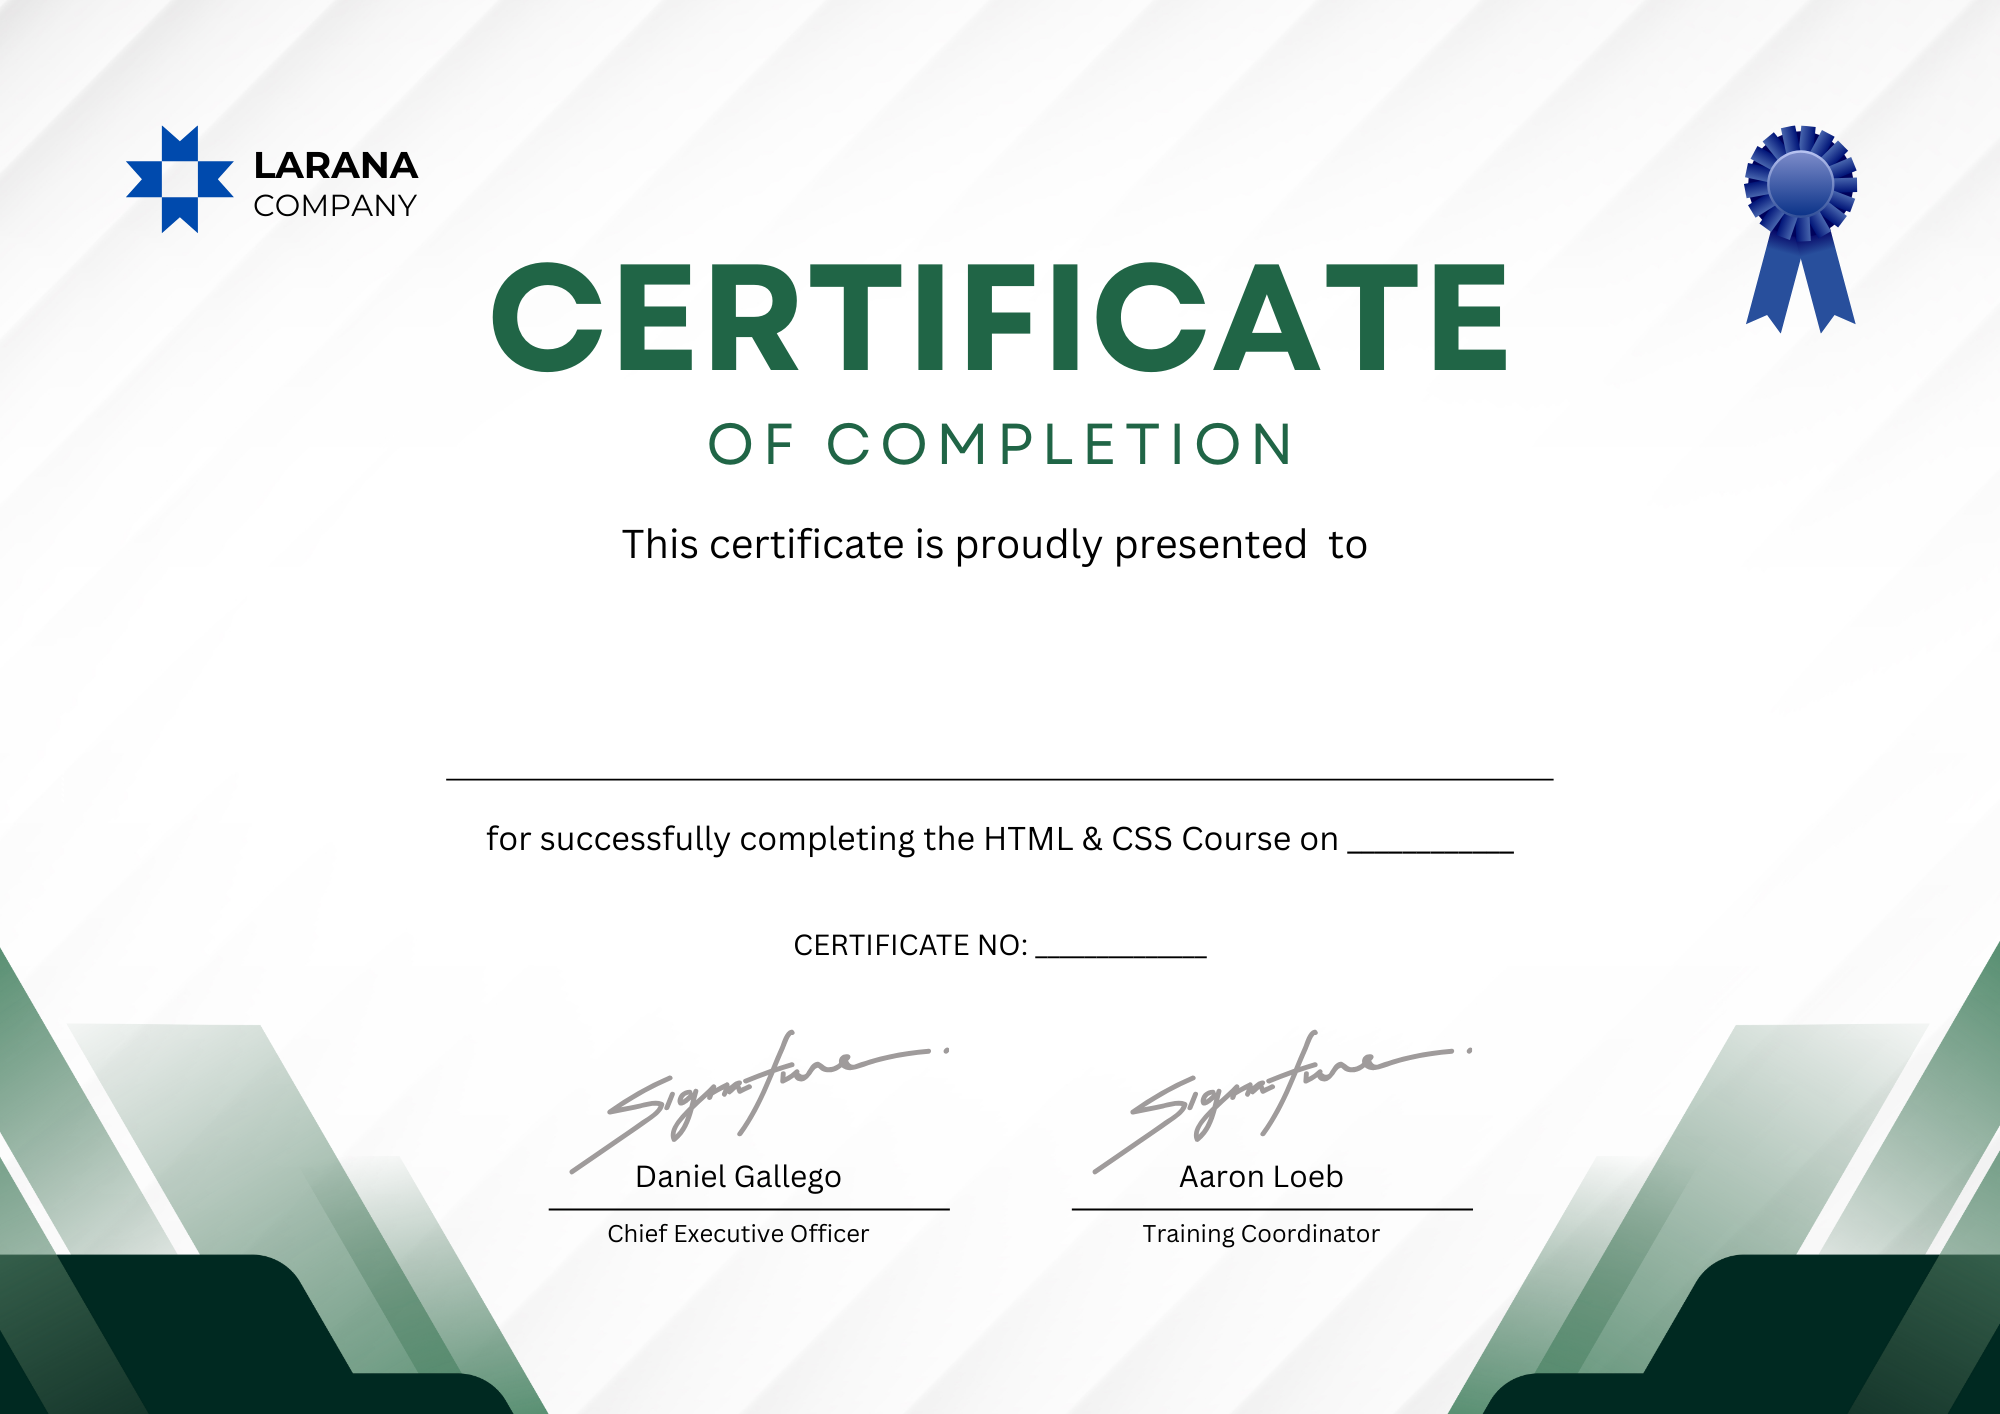 LARANA
COMPANY
CERTIFICATE
OF COMPLETION
This certificate is proudly presented  to
for successfully completing the HTML & CSS Course on __________
CERTIFICATE NO: ____________
Signature Signature
Daniel Gallego Aaron Loeb
Chief Executive Officer Training Coordinator